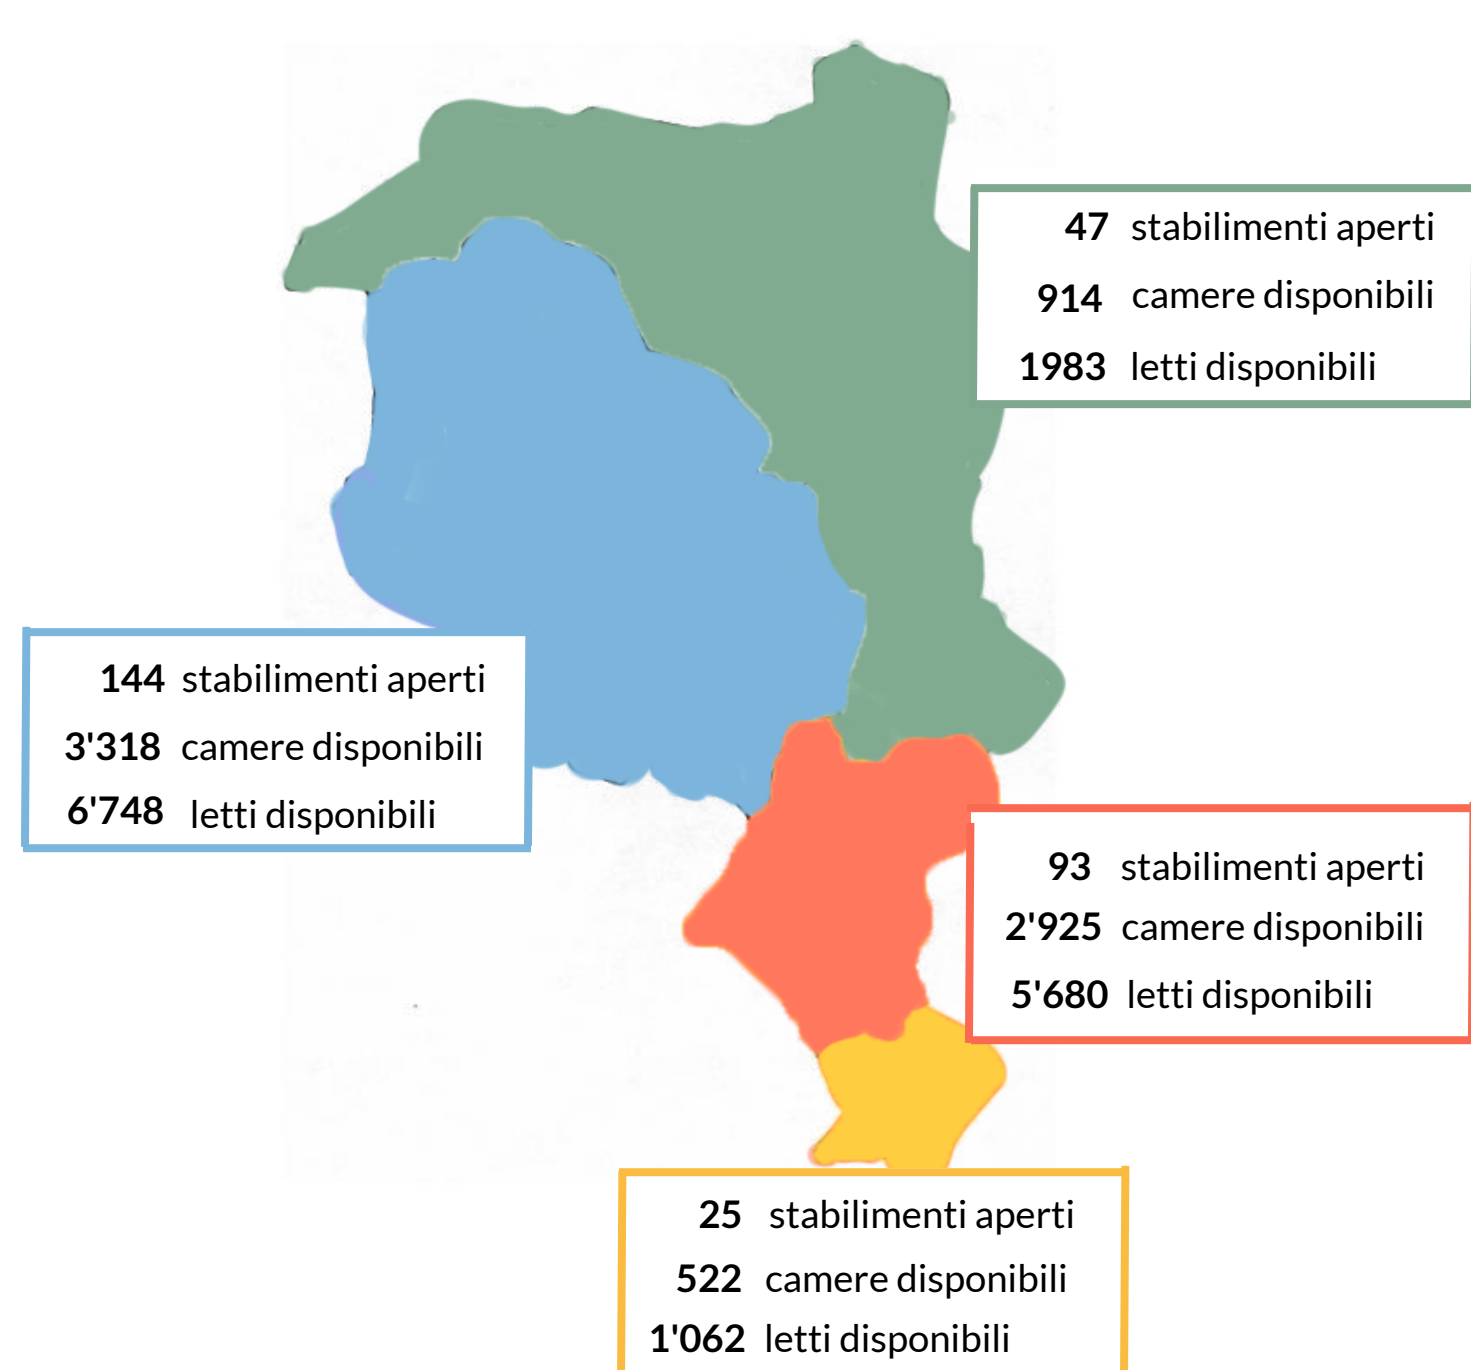 47 stabilimenti aperti
914 camere disponibili
1983 letti disponibili
144 stabilimenti aperti
3'318 camere disponibili
6'748 letti disponibili
93 stabilimenti aperti
2'925 camere disponibili
5'680 letti disponibili
25 stabilimenti aperti
522 camere disponibili
1'062 letti disponibili